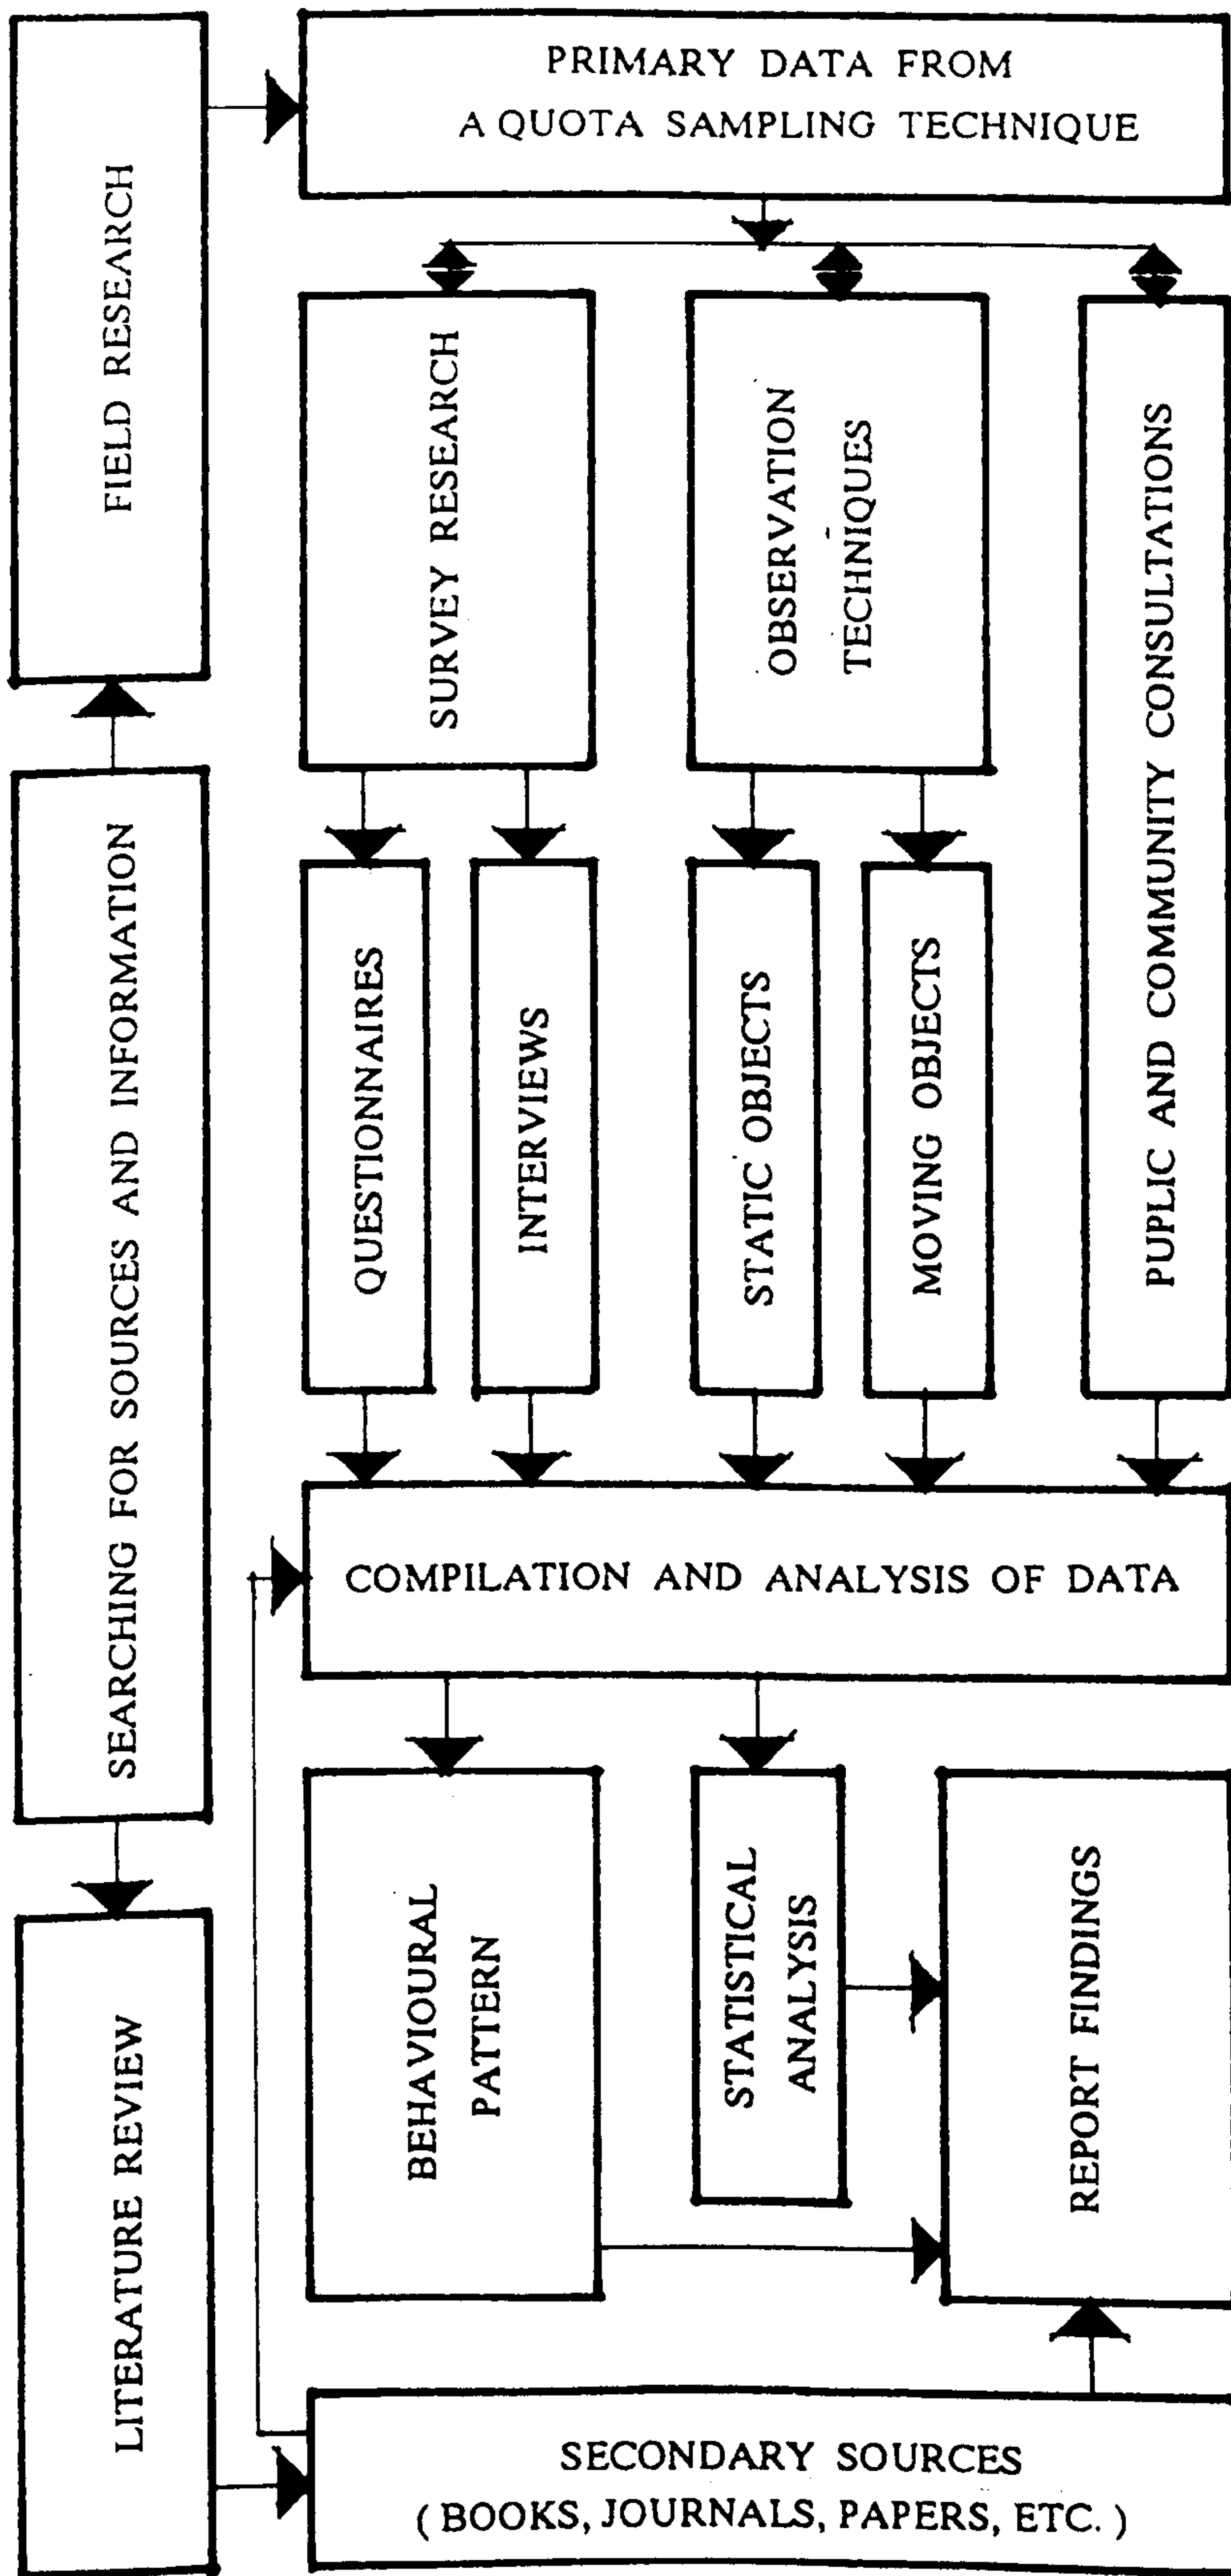 SEARCHING FOR SOURCES AND INFORMATION
FIELD RESEARCH
PRIMARY DATA FROM
A QUOTA SAMPLING TECHNIQUE
SURVEY RESEARCH
OBSERVATION
TECHNIQUES
PUPLIC AND COMMUNITY CONSULTATIONS
QUESTIONNAIRES
INTERVIEWS
STATIC OBJECTS
MOVING OBJECTS
COMPILATION AND ANALYSIS OF DATA
BEHAVIOURAL
PATTERN
STATISTICAL
ANALYSIS
REPORT FINDINGS
LITERATURE REVIEW
SECONDARY SOURCES
( BOOKS, JOURNALS, PAPERS, ETC. )